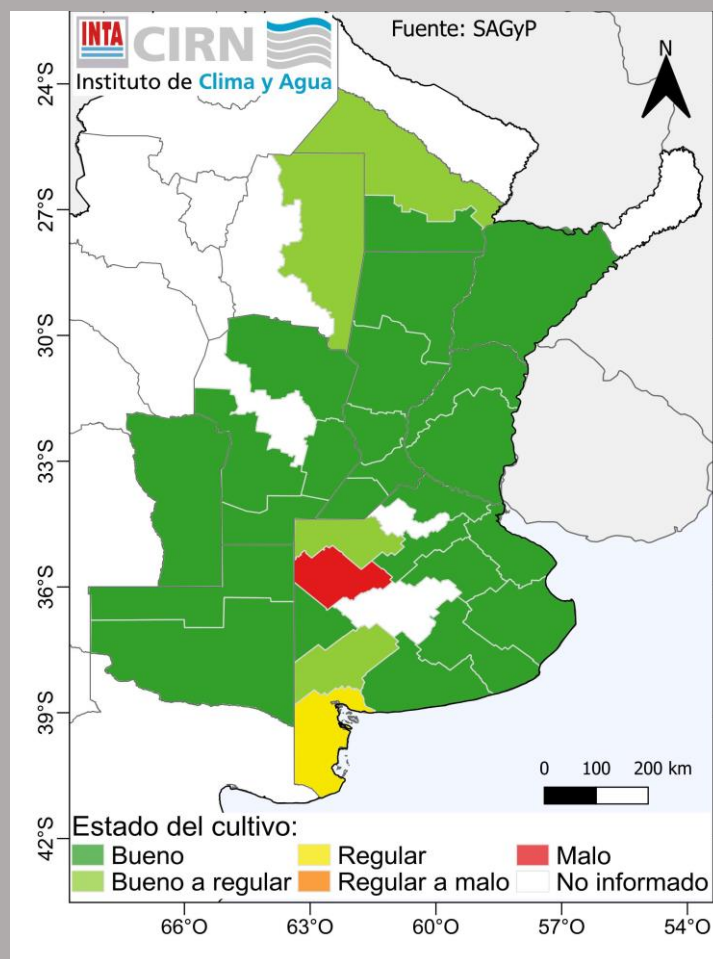 INTA CIRN
Instituto de Clima y Agua
Fuente: SAGyP
N
24°S
27°S
30°S
33°S
36°S
39°S
42°S
0 100 200 km
Estado del cultivo:
Bueno Regular Malo
Bueno a regular Regular a malo No informado
66°O 63°O 60°O 57°O 54°O